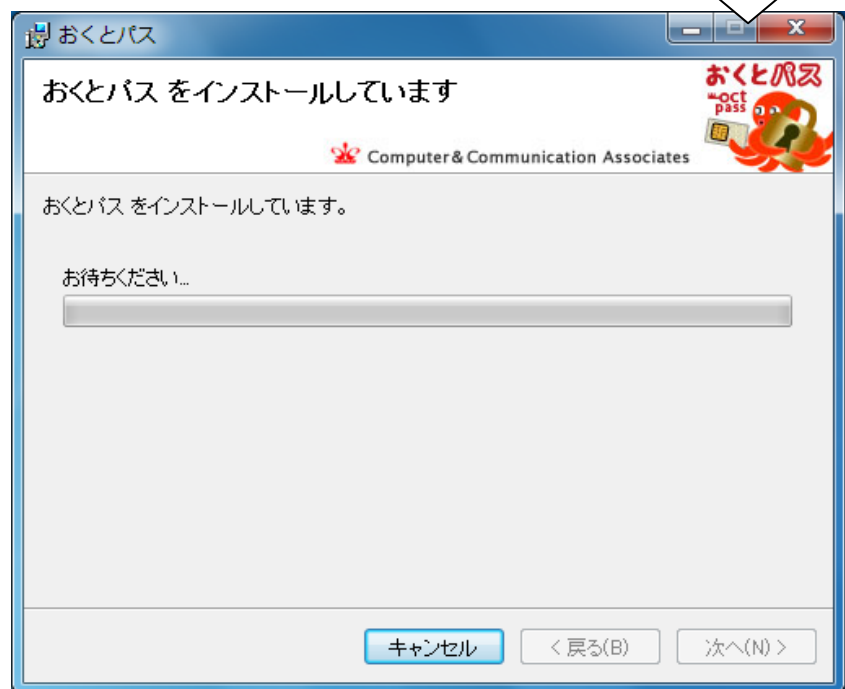 おくとパス
おくとパス をインストールしています
おくとパス
oct
pass
Computer & Communication Associates
おくとパス をインストールしています。
お待ちください...
キャンセル
< 戻る(B)
次へ(N) >